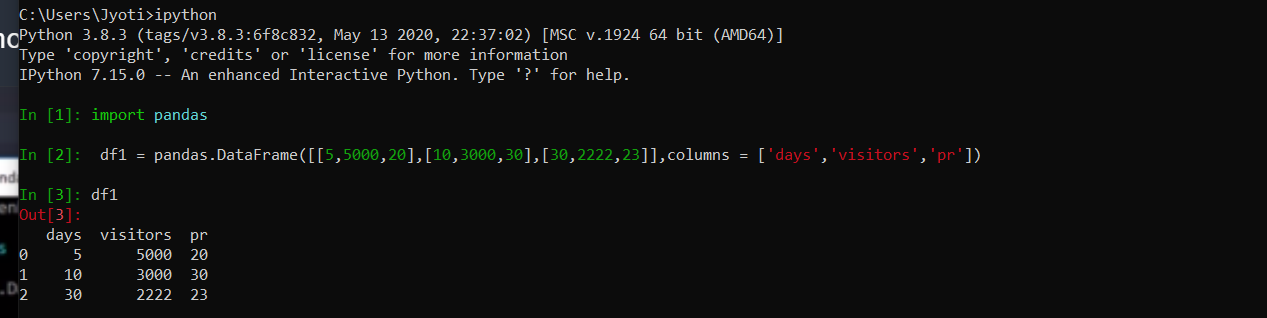 C:\Users\Jyoti>ipython
Python 3.8.3 (tags/v3.8.3:6f8c832, May 13 2020, 22:37:02) [MSC v.1924 64 bit (AMD64)]
Type 'copyright', 'credits' or 'license' for more information
IPython 7.15.0 -- An enhanced Interactive Python. Type '?' for help.
In [1]: import pandas
In [2]:  df1 = pandas.DataFrame([[5,5000,20],[10,3000,30],[30,2222,23]],columns = ['days','visitors','pr'])
In [3]: df1
Out[3]:
   days  visitors  pr
0     5      5000  20
1    10      3000  30
2    30      2222  23